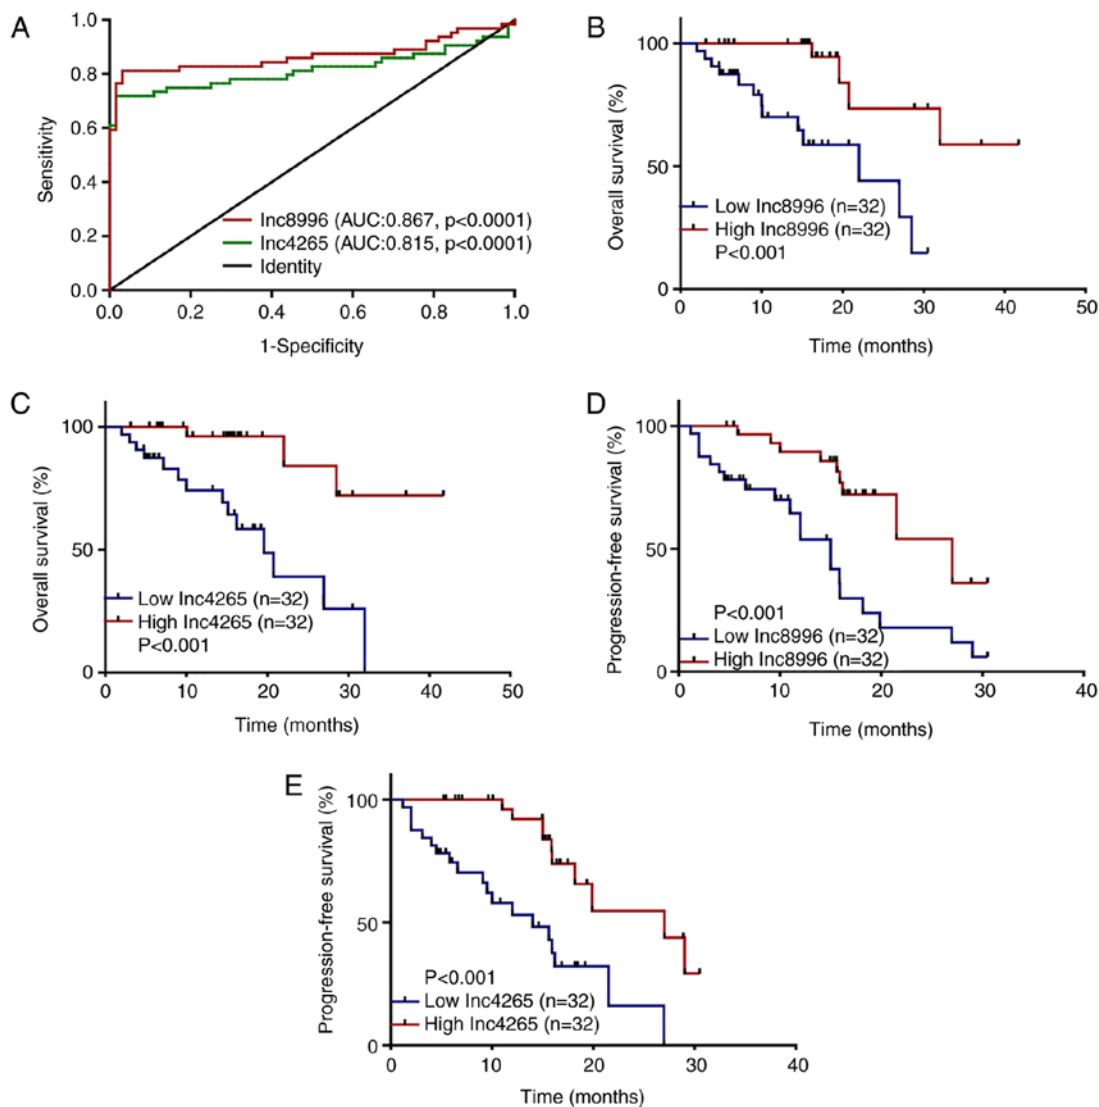 A
Sensitivity
1.0
0.8
0.6
0.4
0.2
0.0
lnc8996 (AUC:0.867, p<0.0001)
lnc4265 (AUC:0.815, p<0.0001)
Identity
0.0 0.2 0.4 0.6 0.8 1.0
1-Specificity
B
Overall survival (%)
100
50
0
Low lnc8996 (n=32)
High lnc8996 (n=32)
P<0.001
0 10 20 30 40 50
Time (months)
C
Overall survival (%)
100
50
0
Low lnc4265 (n=32)
High lnc4265 (n=32)
P<0.001
0 10 20 30 40 50
Time (months)
D
Progression-free survival (%)
100
50
0
P<0.001
Low lnc8996 (n=32)
High lnc8996 (n=32)
0 10 20 30 40
Time (months)
E
Progression-free survival (%)
100
50
0
P<0.001
Low lnc4265 (n=32)
High lnc4265 (n=32)
0 10 20 30 40
Time (months)